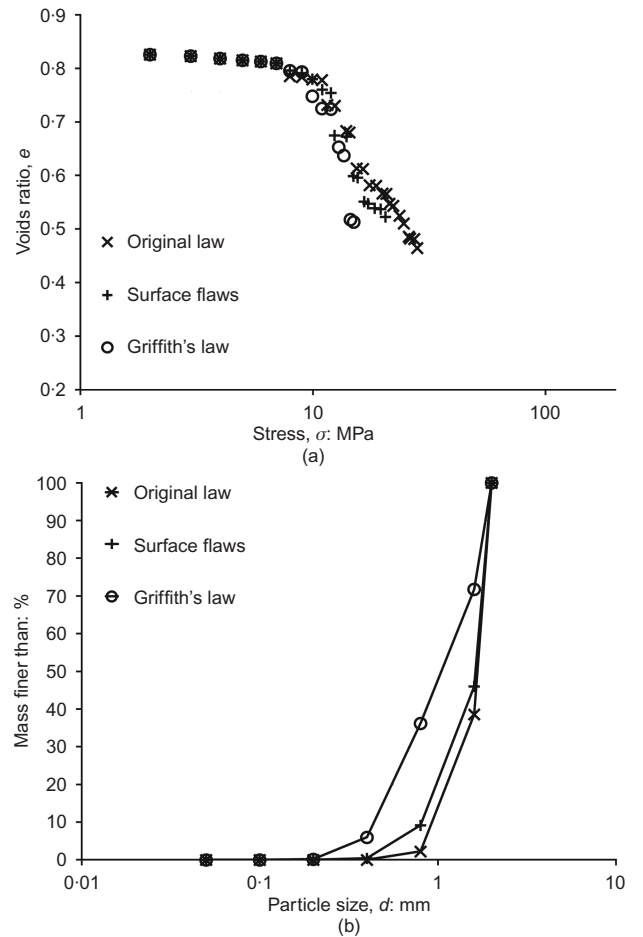 0·9
0·8
0·7
0·6
0·5
0·4
0·3
0·2
Voids ratio, e
Original law
Surface flaws
Griffith's law
1 10 100
Stress, σ: MPa
(a)
100
90
80
70
60
50
40
30
20
10
0
Mass finer than: %
Original law
Surface flaws
Griffith's law
0·01 0·1 1 10
Particle size, d: mm
(b)